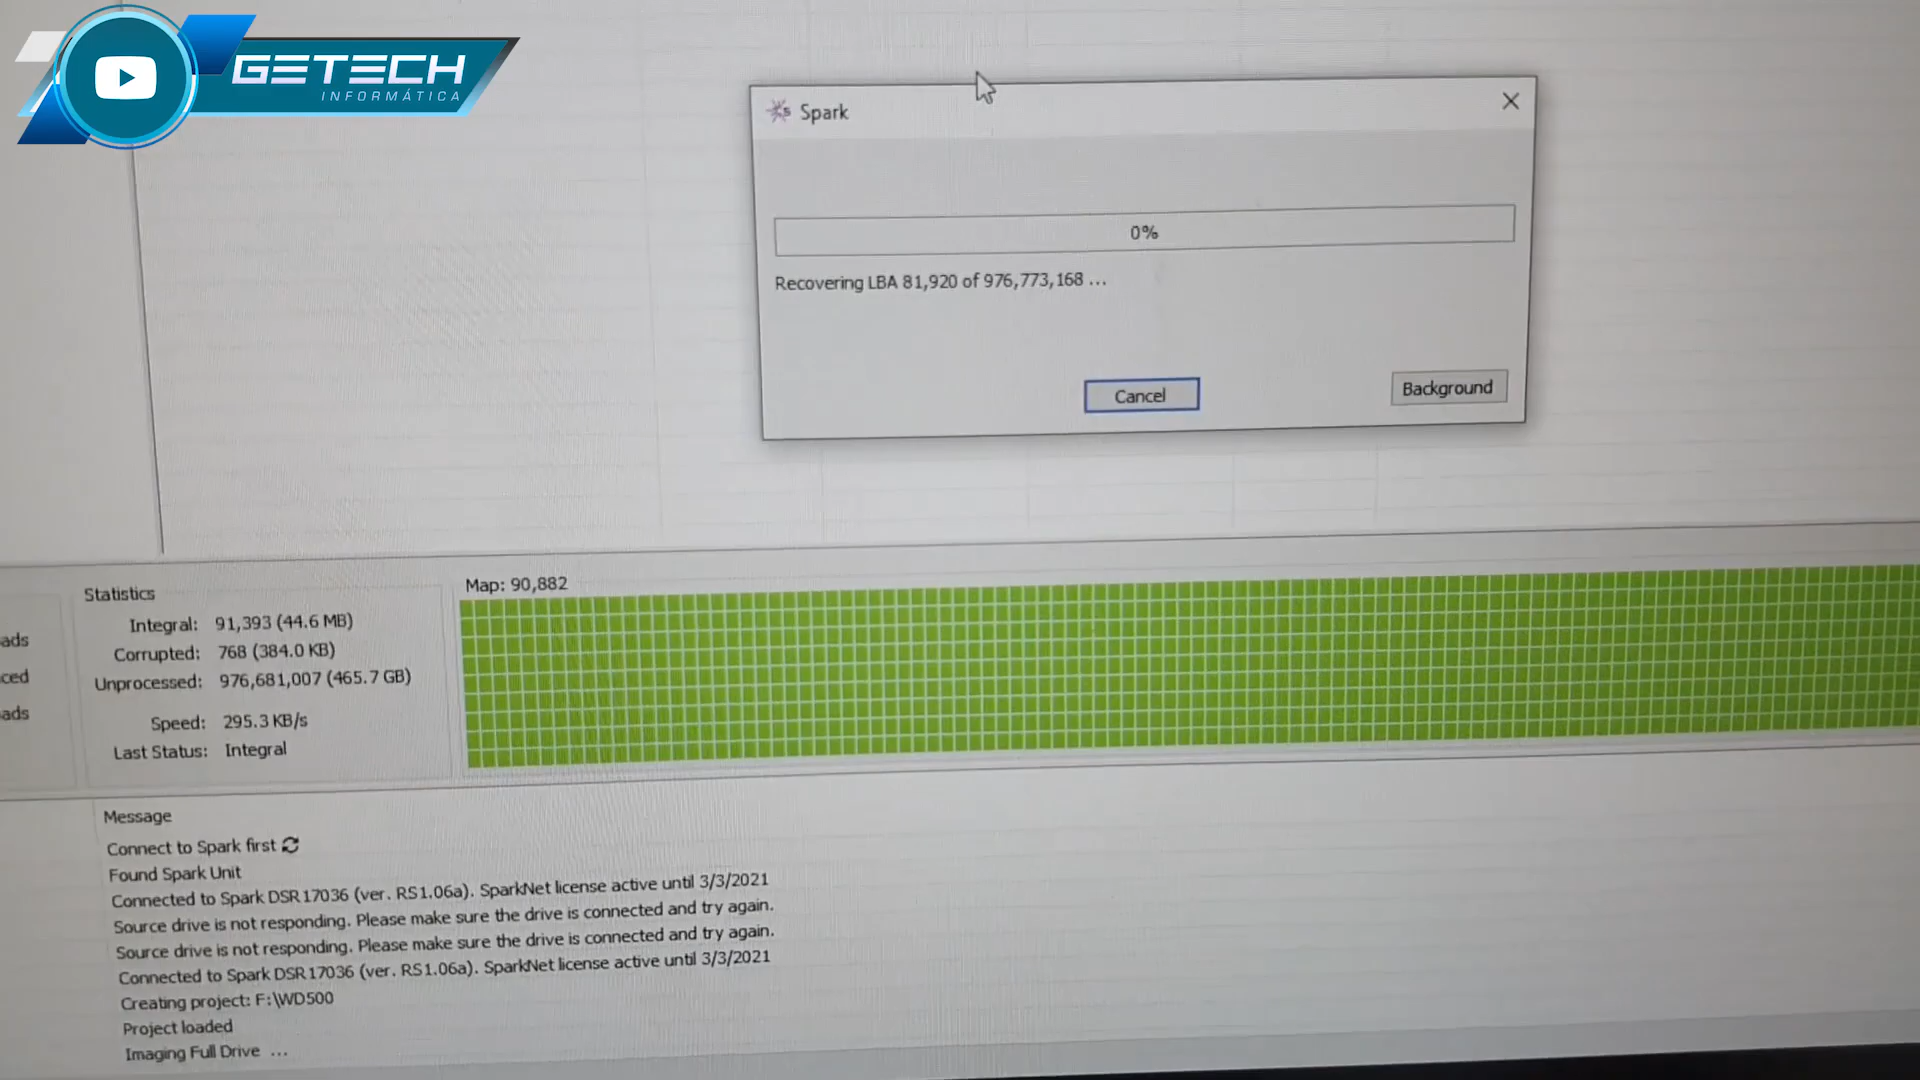 GETECH
INFORMÁTICA
Spark
0%
Recovering LBA 81,920 of 976,773,168 ...
Cancel
Background
Statistics
Integral: 91,393 (44.6 MB)
Corrupted: 768 (384.0 KB)
Unprocessed: 976,681,007 (465.7 GB)
Speed: 295.3 KB/s
Last Status: Integral
ads
ced
ads
Map: 90,882
Message
Connect to Spark first
Found Spark Unit
Connected to Spark DSR17036 (ver. RS1.06a). SparkNet license active until 3/3/2021
Source drive is not responding. Please make sure the drive is connected and try again.
Source drive is not responding. Please make sure the drive is connected and try again.
Connected to Spark DSR17036 (ver. RS1.06a). SparkNet license active until 3/3/2021
Creating project: F:\WD500
Project loaded
Imaging Full Drive ...